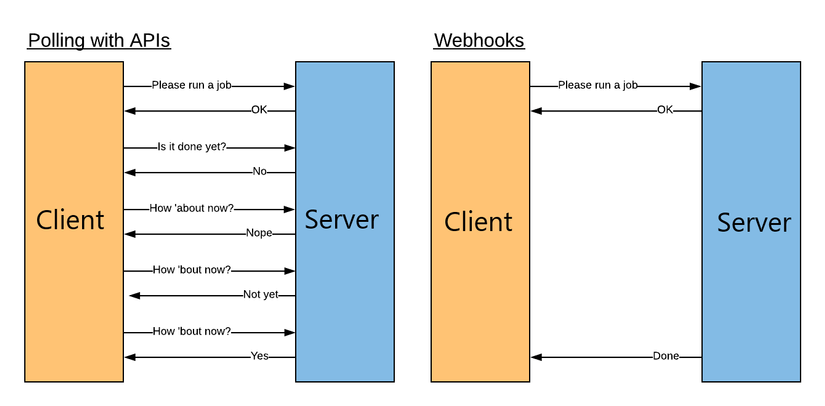 Polling with APIs
Please run a job
OK
Is it done yet?
No
How 'about now?
Nope
How 'bout now?
Not yet
How 'bout now?
Yes
Client
Server
Webhooks
Please run a job
OK
Client
Server
Done